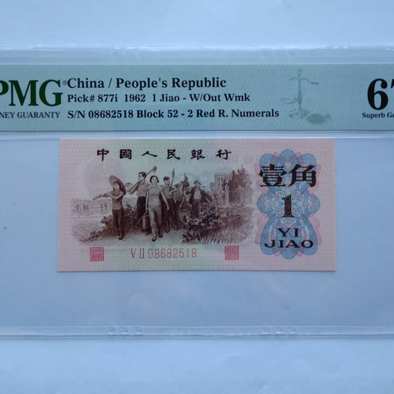 PMG
NEY GUARANTY
China / People's Republic
Pick# 877i 1962 1 Jiao - W/Out Wmk
S/N 08682518 Block 52 - 2 Red R. Numerals
67
Superb G
中國人民銀行
壹角
1
YI
JIAO
V II 08682518